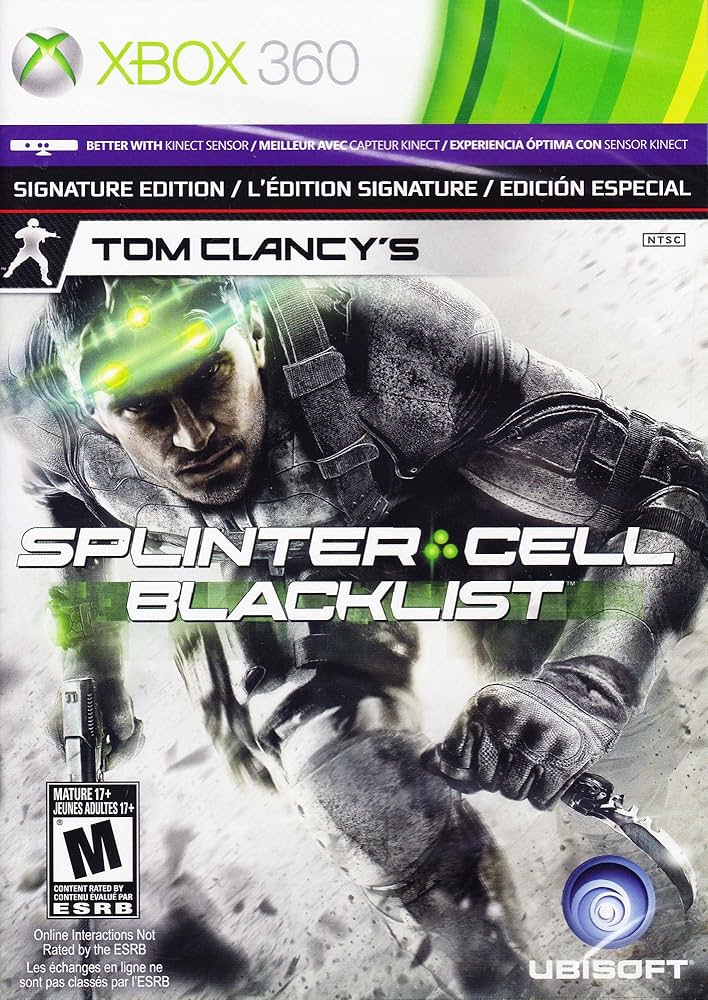 XBOX 360
BETTER WITH KINECT SENSOR / MEILLEUR AVEC CAPTEUR KINECT / EXPERIENCIA ÓPTIMA CON SENSOR KINECT
SIGNATURE EDITION / L'ÉDITION SIGNATURE / EDICIÓN ESPECIAL
TOM CLANCY'S
NTSC
SPLINTER CELL
BLACKLIST™
MATURE 17+
JEUNES ADULTES 17+
M
®
CONTENT RATED BY
CONTENU ÉVALUÉ PAR
ESRB
Online Interactions Not
Rated by the ESRB
Les échanges en ligne ne
sont pas classés par l'ESRB
UBISOFT